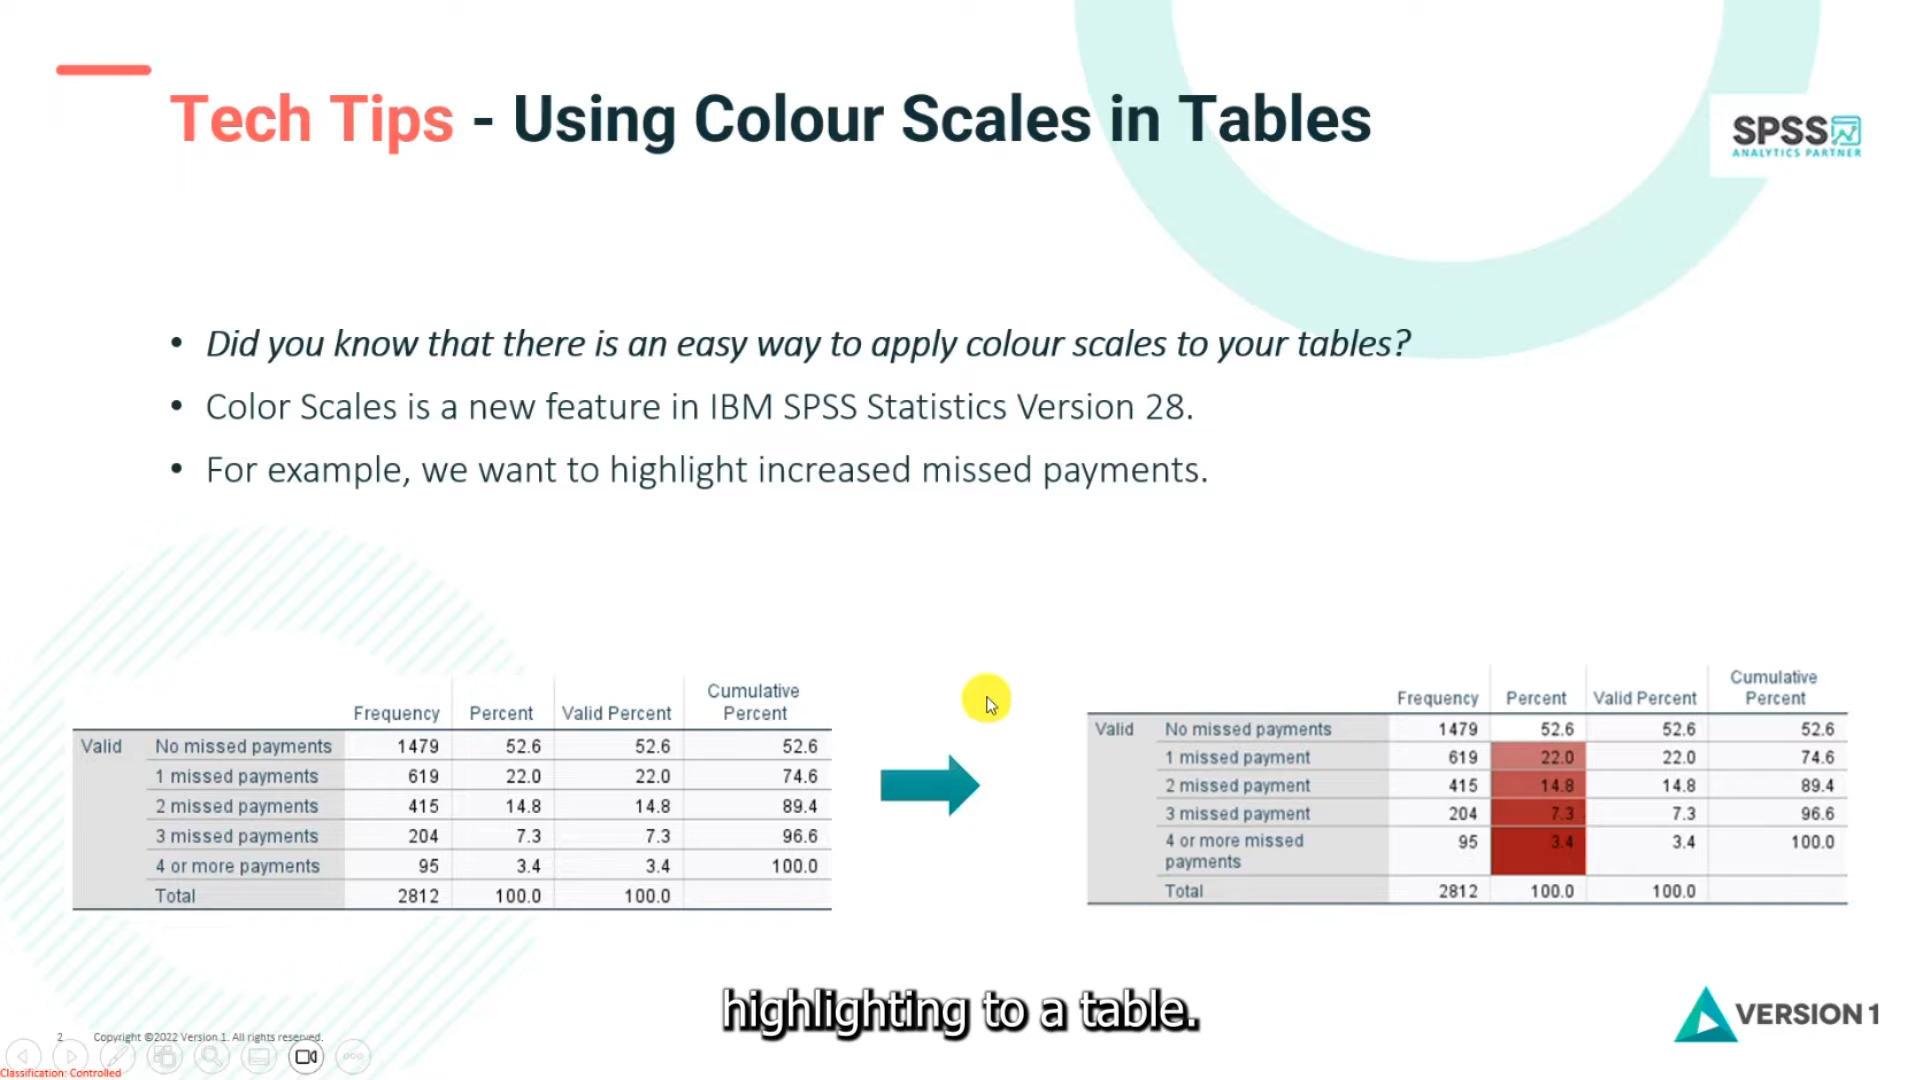 Tech Tips - Using Colour Scales in Tables
SPSS
ANALYTICS PARTNER
• Did you know that there is an easy way to apply colour scales to your tables?
• Color Scales is a new feature in IBM SPSS Statistics Version 28.
• For example, we want to highlight increased missed payments.
Frequency Percent Valid Percent Cumulative Percent
Valid No missed payments 1479 52.6 52.6 52.6
1 missed payments 619 22.0 22.0 74.6
2 missed payments 415 14.8 14.8 89.4
3 missed payments 204 7.3 7.3 96.6
4 or more payments 95 3.4 3.4 100.0
Total 2812 100.0 100.0
Frequency Percent Valid Percent Cumulative Percent
Valid No missed payments 1479 52.6 52.6 52.6
1 missed payment 619 22.0 22.0 74.6
2 missed payment 415 14.8 14.8 89.4
3 missed payment 204 7.3 7.3 96.6
4 or more missed payments 95 3.4 3.4 100.0
Total 2812 100.0 100.0
highlighting to a table.
VERSION 1
2 Copyright ©2022 Version 1. All rights reserved.
Classification: Controlled